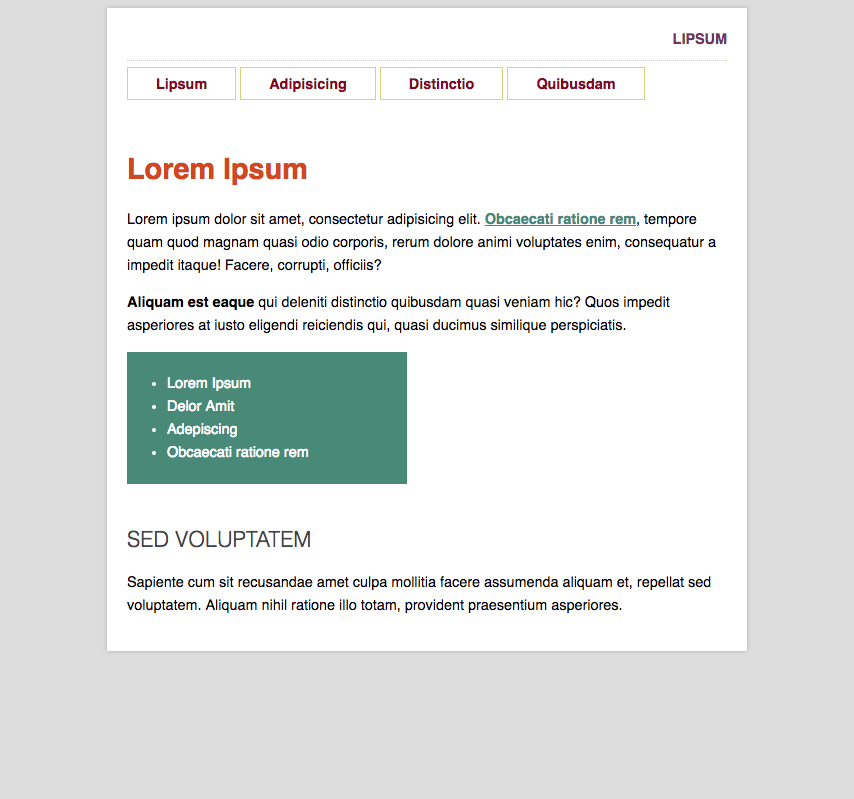 LIPSUM
Lipsum Adipisicing Distinctio Quibusdam
Lorem Ipsum
Lorem ipsum dolor sit amet, consectetur adipisicing elit. Obcaecati ratione rem, tempore
quam quod magnam quasi odio corporis, rerum dolore animi voluptates enim, consequatur a
impedit itaque! Facere, corrupti, officiis?
Aliquam est eaque qui deleniti distinctio quibusdam quasi veniam hic? Quos impedit
asperiores at iusto eligendi reiciendis qui, quasi ducimus similique perspiciatis.
• Lorem Ipsum
• Delor Amit
• Adepiscing
• Obcaecati ratione rem
SED VOLUPTATEM
Sapiente cum sit recusandae amet culpa mollitia facere assumenda aliquam et, repellat sed
voluptatem. Aliquam nihil ratione illo totam, provident praesentium asperiores.